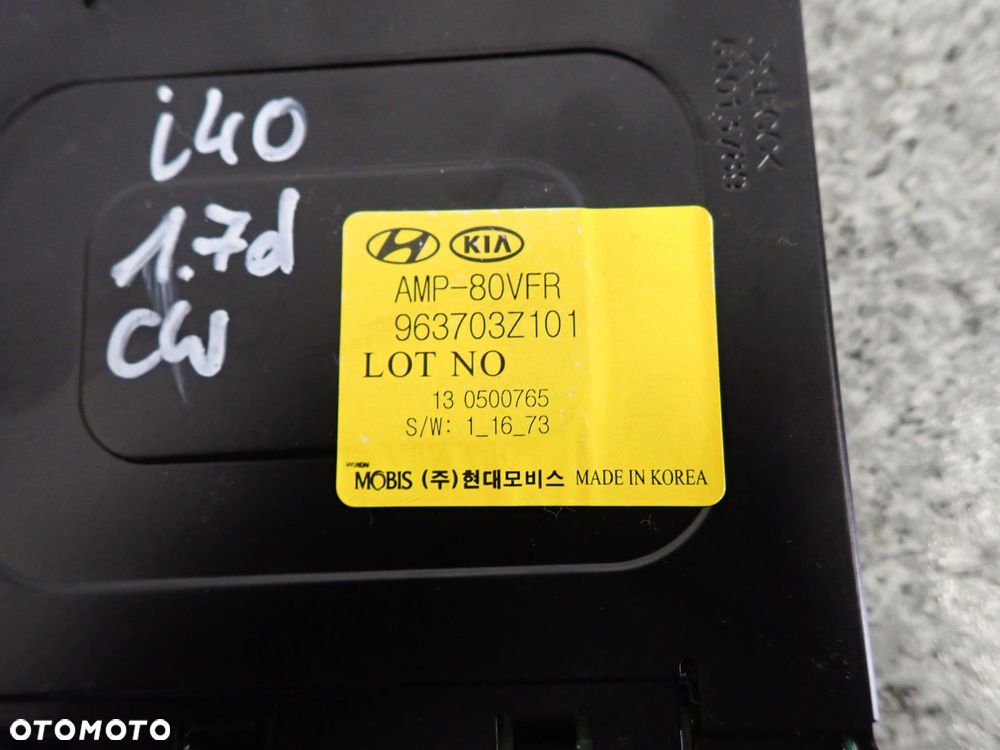 i40
1.7d
CW
KIA
AMP-80VFR
963703Z101
LOT NO
13 0500765
S/W: 1_16_73
HYUNDAI
MOBIS (주)현대모비스 MADE IN KOREA
OTOMOTO